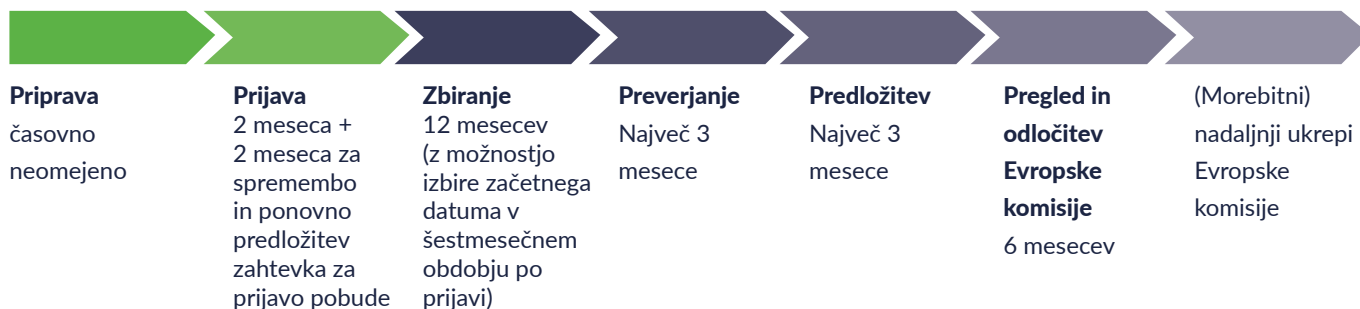 Priprava
časovno
neomejeno
Prijava
2 meseca +
2 meseca za
spremembo
in ponovno
predložitev
zahtevka za
prijavo pobude
Zbiranje
12 mesecev
(z možnostjo
izbire začetnega
datuma v
šestmesečnem
obdobju po
prijavi)
Preverjanje
Največ 3
mesece
Predložitev
Največ 3
mesece
Pregled in
odločitev
Evropske
komisije
6 mesecev
(Morebitni)
nadaljnji ukrepi
Evropske
komisije